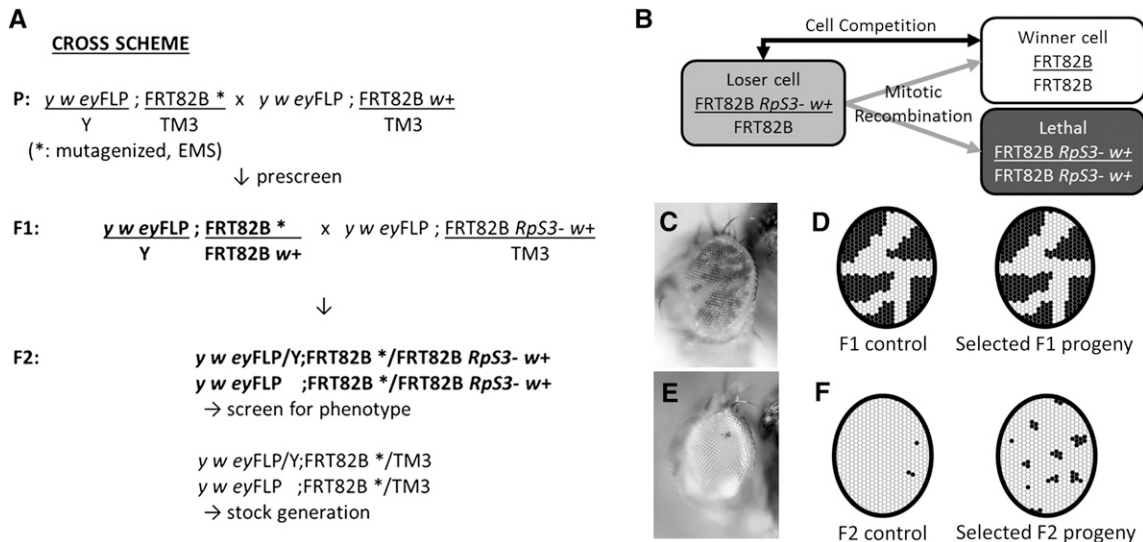 A
CROSS SCHEME
P: y w eyFLP ; FRT82B * x y w eyFLP ; FRT82B w+
Y TM3 TM3
(*: mutagenized, EMS)
↓ prescreen
F1: y w eyFLP ; FRT82B * x y w eyFLP ; FRT82B RpS3- w+
Y FRT82B w+ TM3
↓
F2: y w eyFLP/Y;FRT82B */FRT82B RpS3- w+
y w eyFLP ;FRT82B */FRT82B RpS3- w+
→ screen for phenotype
y w eyFLP/Y;FRT82B */TM3
y w eyFLP ;FRT82B */TM3
→ stock generation
B
Cell Competition
Loser cell
FRT82B RpS3- w+
FRT82B
Mitotic
Recombination
Winner cell
FRT82B
FRT82B
Lethal
FRT82B RpS3- w+
FRT82B RpS3- w+
C
D
F1 control Selected F1 progeny
E
F
F2 control Selected F2 progeny